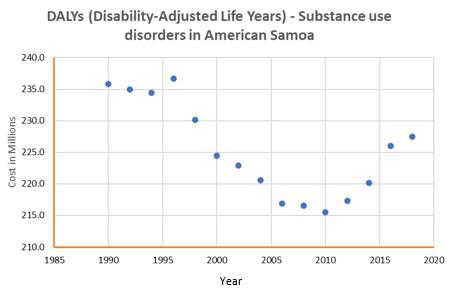 DALYs (Disability-Adjusted Life Years) - Substance use
disorders in American Samoa
240.0
235.0
230.0
225.0
220.0
215.0
210.0
Cost in Millions
1985 1990 1995 2000 2005 2010 2015 2020
Year